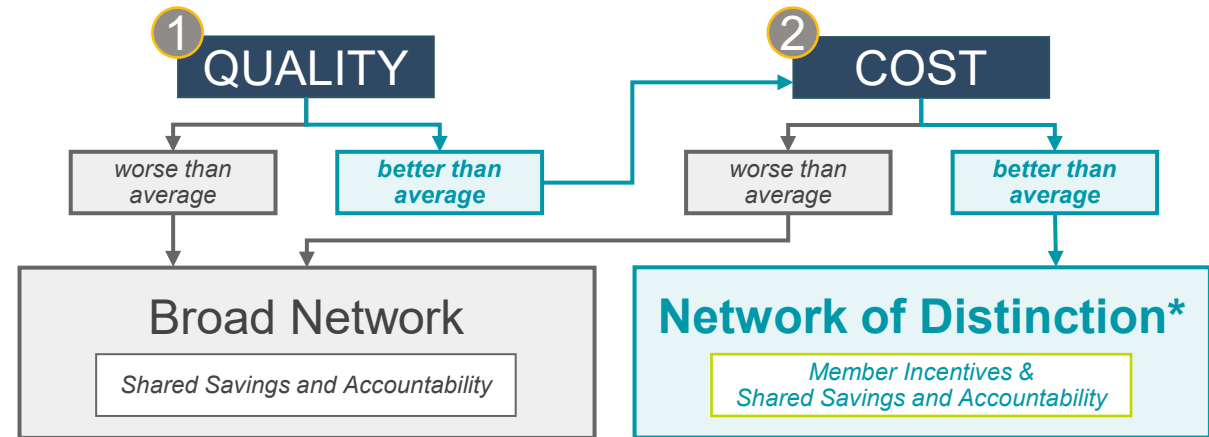 1
QUALITY
2
COST
worse than
average
better than
average
worse than
average
better than
average
Broad Network
Shared Savings and Accountability
Network of Distinction*
Member Incentives &
Shared Savings and Accountability